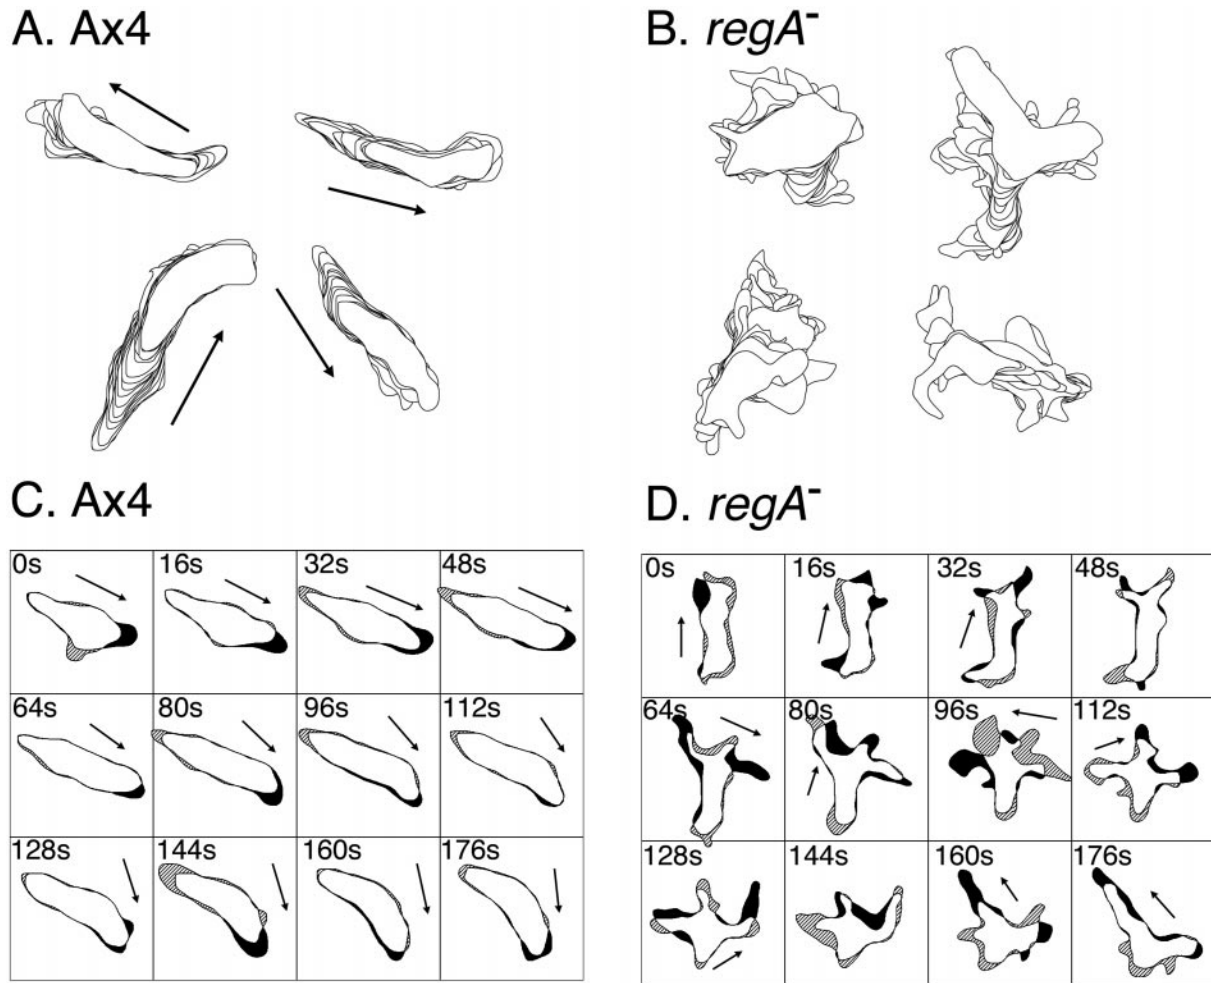 A. Ax4
B. regA-
C. Ax4
D. regA-
0s 16s 32s 48s
64s 80s 96s 112s
128s 144s 160s 176s
0s 16s 32s 48s
64s 80s 96s 112s
128s 144s 160s 176s